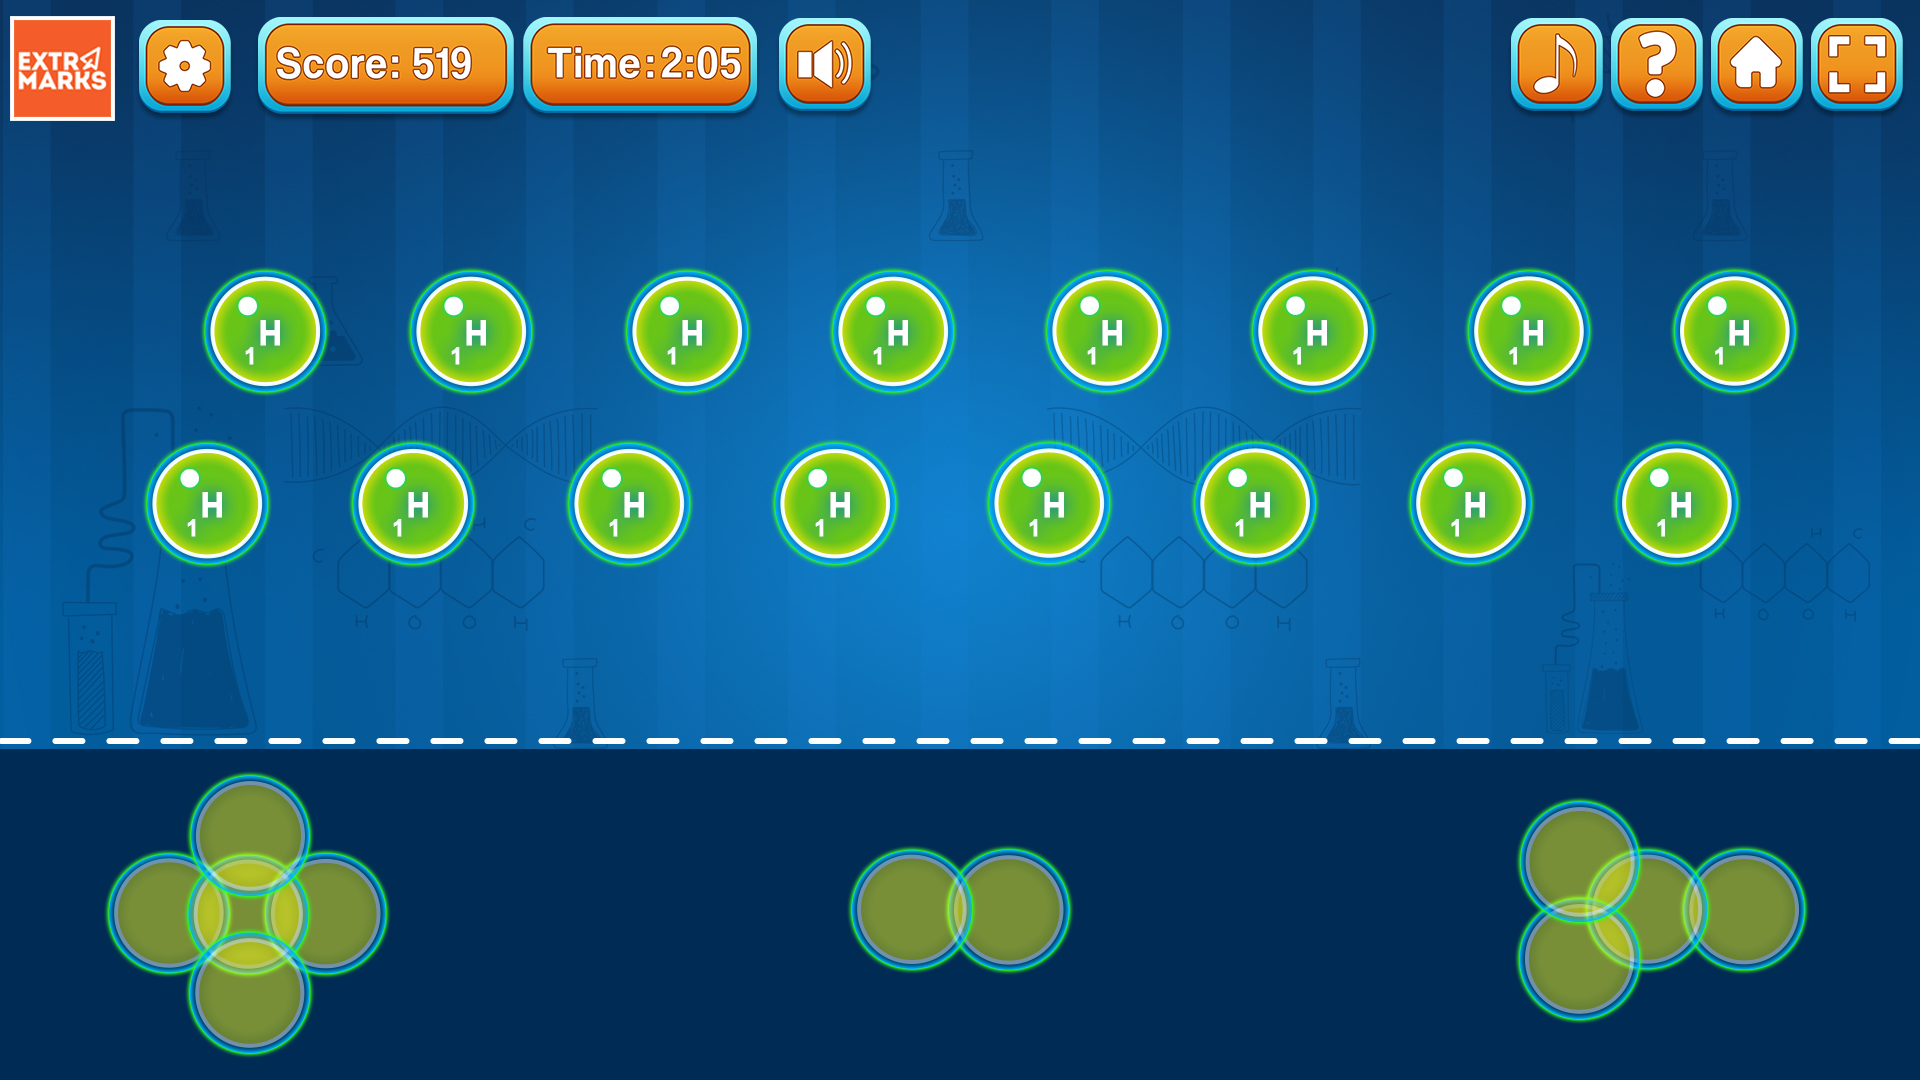 EXTRA
MARKS
Score: 519
Time: 2:05
?
H H H H H H H H
1 1 1 1 1 1 1 1
H H H H H H H H
1 1 1 1 1 1 1 1
H C
C
H O O H
H O O H
H C
H O O H